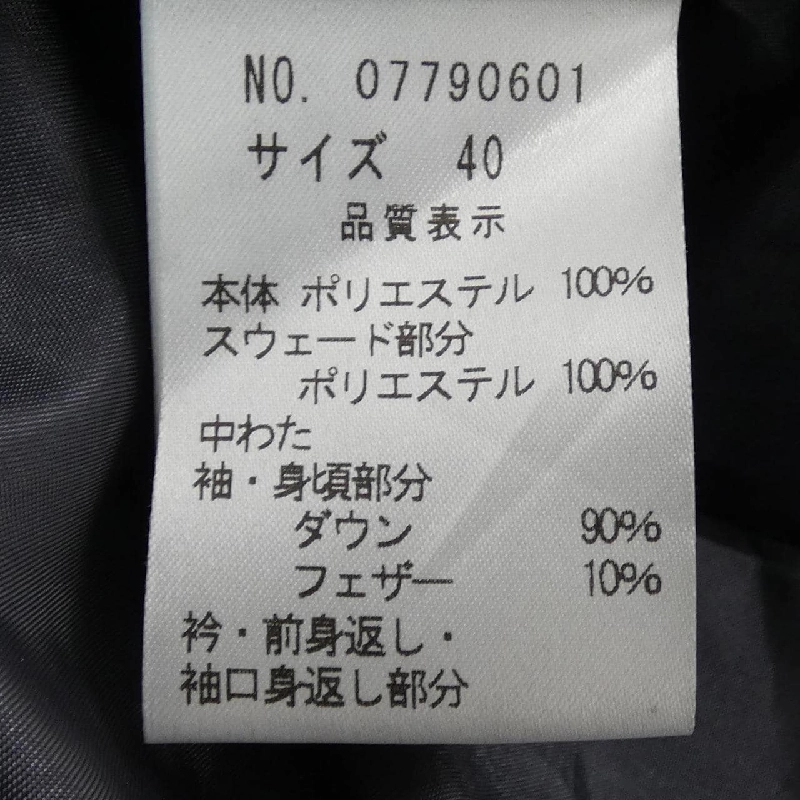 NO. 07790601
サイズ 40
品質表示
本体 ポリエステル 100%
スウェード部分
ポリエステル 100%
中わた
袖・身頃部分
ダウン 90%
フェザー 10%
衿・前身返し・
袖口身返し部分